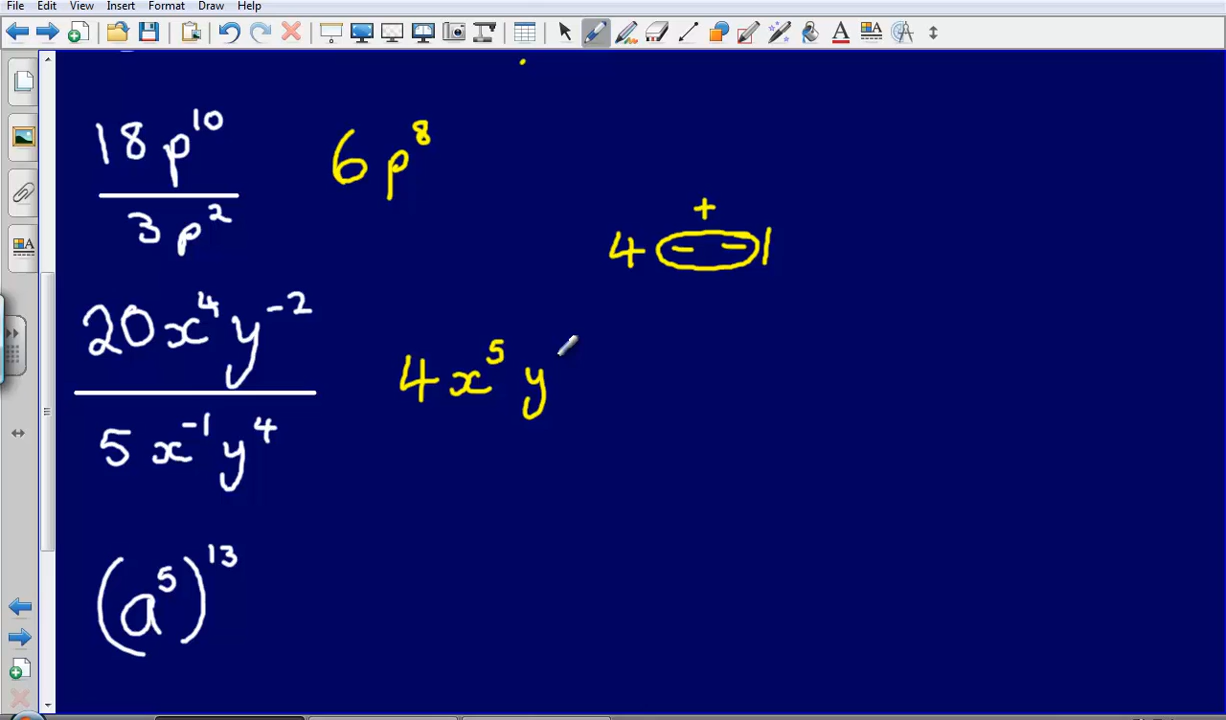 File Edit View Insert Format Draw Help
18p^10 / 3p^2
6p^8
+
4 - -1
20x^4y^-2 / 5x^-1y^4
4x^5 y
(a^5)^13